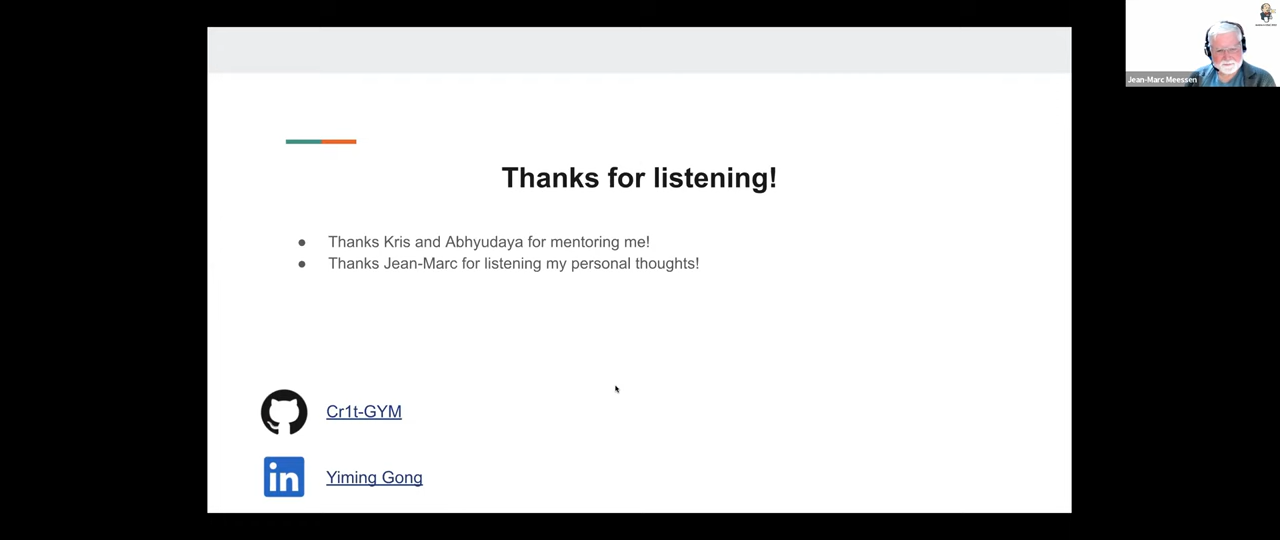 Thanks for listening!
Thanks Kris and Abhyudaya for mentoring me!
Thanks Jean-Marc for listening my personal thoughts!
Cr1t-GYM
in
Yiming Gong
Jean-Marc Meessen